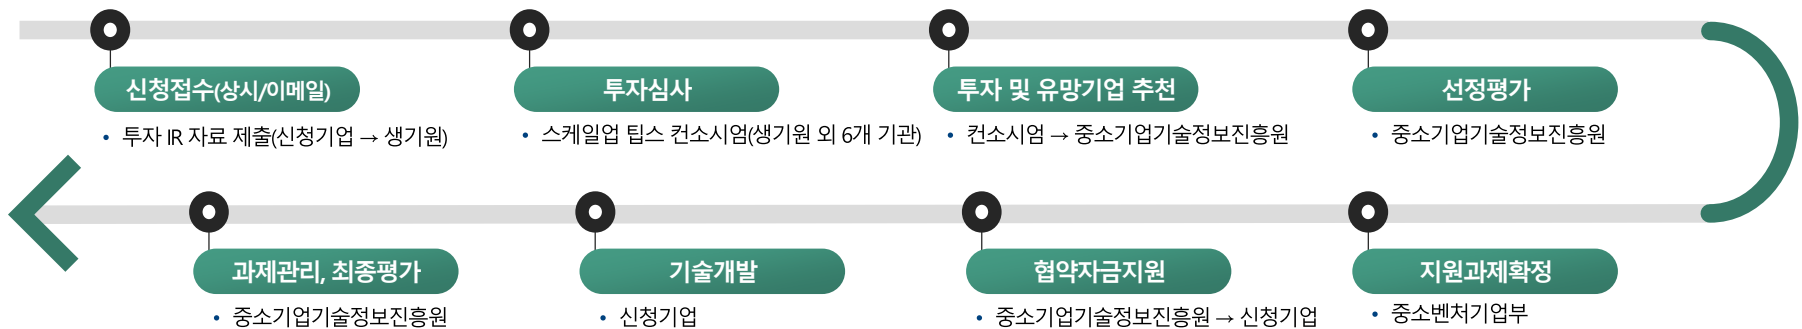 신청접수(상시/이메일)
• 투자 IR 자료 제출(신청기업 → 생기원)
투자심사
• 스케일업 팁스 컨소시엄(생기원 외 6개 기관)
투자 및 유망기업 추천
• 컨소시엄 → 중소기업기술정보진흥원
선정평가
• 중소기업기술정보진흥원
지원과제확정
• 중소벤처기업부
협약자금지원
• 중소기업기술정보진흥원 → 신청기업
기술개발
• 신청기업
과제관리, 최종평가
• 중소기업기술정보진흥원